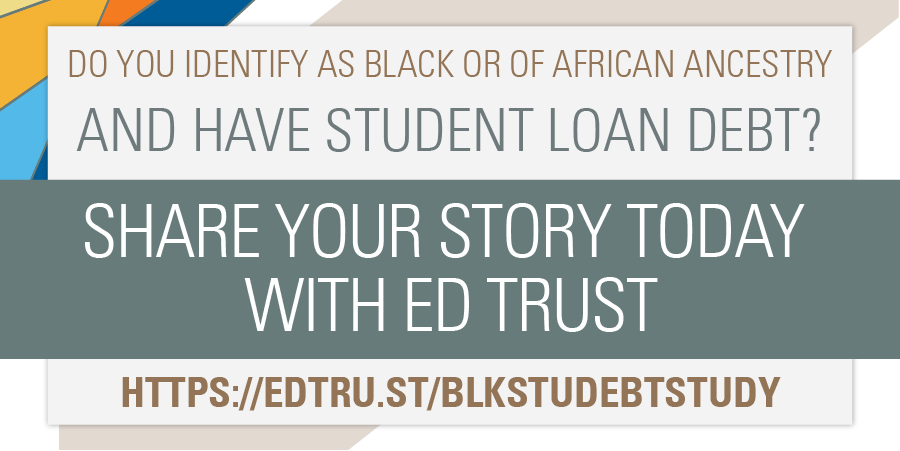 DO YOU IDENTIFY AS BLACK OR OF AFRICAN ANCESTRY
AND HAVE STUDENT LOAN DEBT?
SHARE YOUR STORY TODAY
WITH ED TRUST
HTTPS://EDTRU.ST/BLKSTUDEBTSTUDY